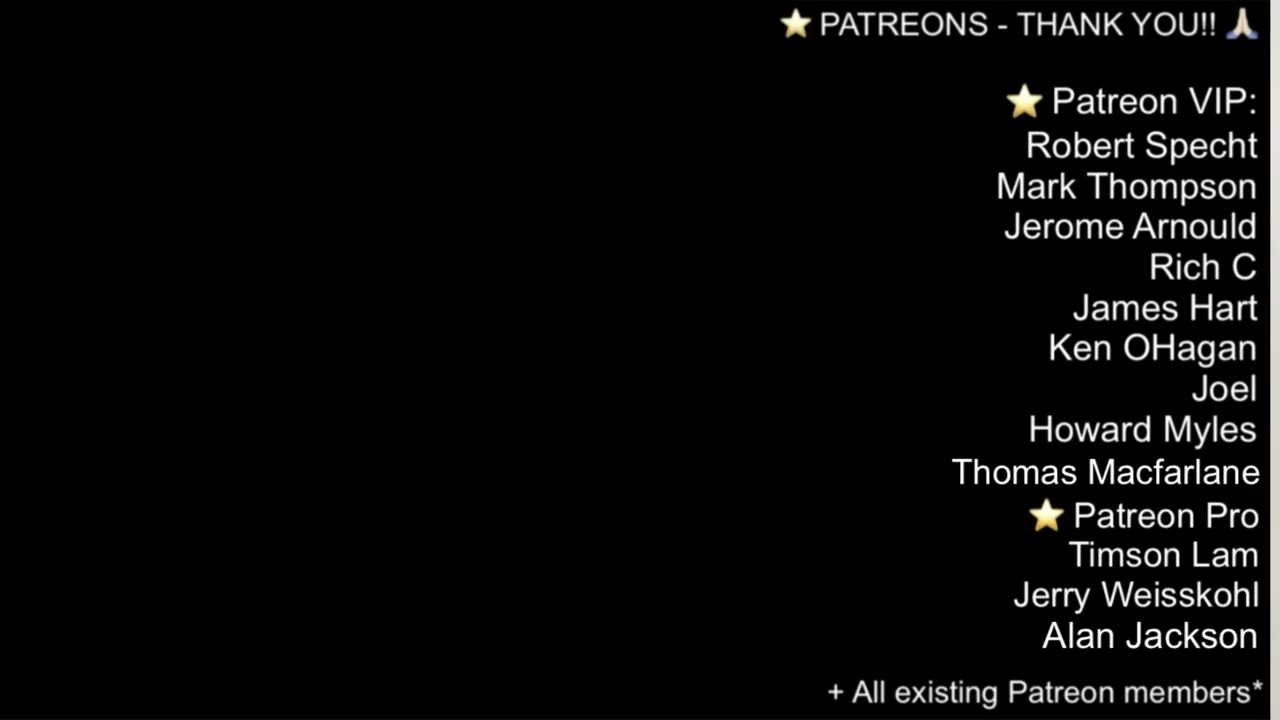 ⭐ PATREONS - THANK YOU!! 🙏🏻
⭐ Patreon VIP:
Robert Specht
Mark Thompson
Jerome Arnould
Rich C
James Hart
Ken OHagan
Joel
Howard Myles
Thomas Macfarlane
⭐ Patreon Pro
Timson Lam
Jerry Weisskohl
Alan Jackson
+ All existing Patreon members*